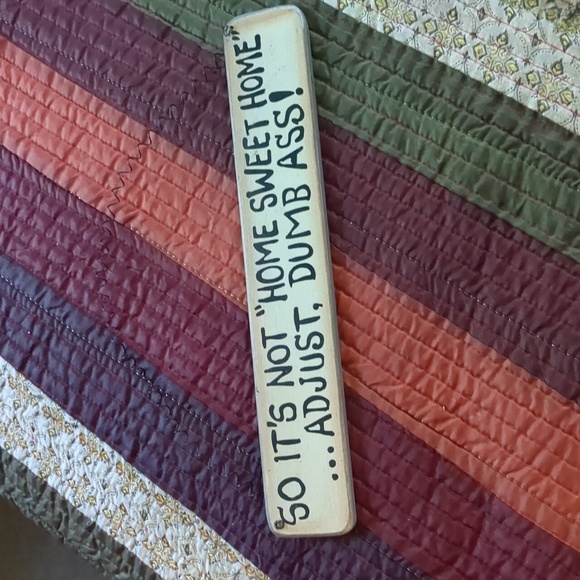 SO IT'S NOT "HOME SWEET HOME"
...ADJUST, DUMB ASS!